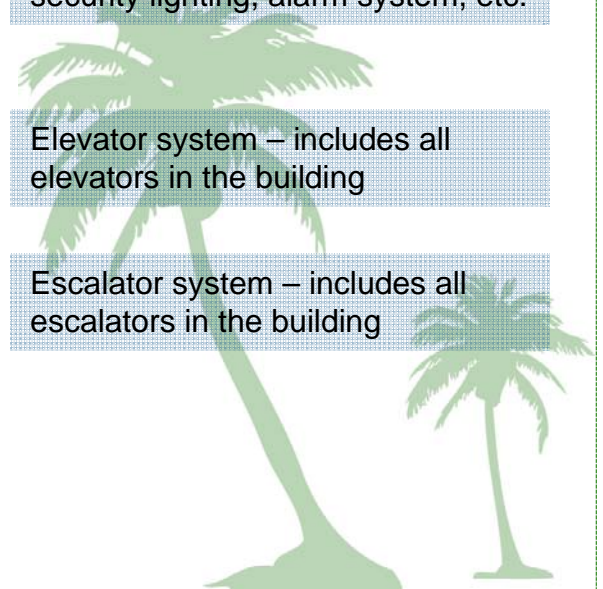 security lighting, alarm system, etc.
Elevator system – includes all
elevators in the building
Escalator system – includes all
escalators in the building